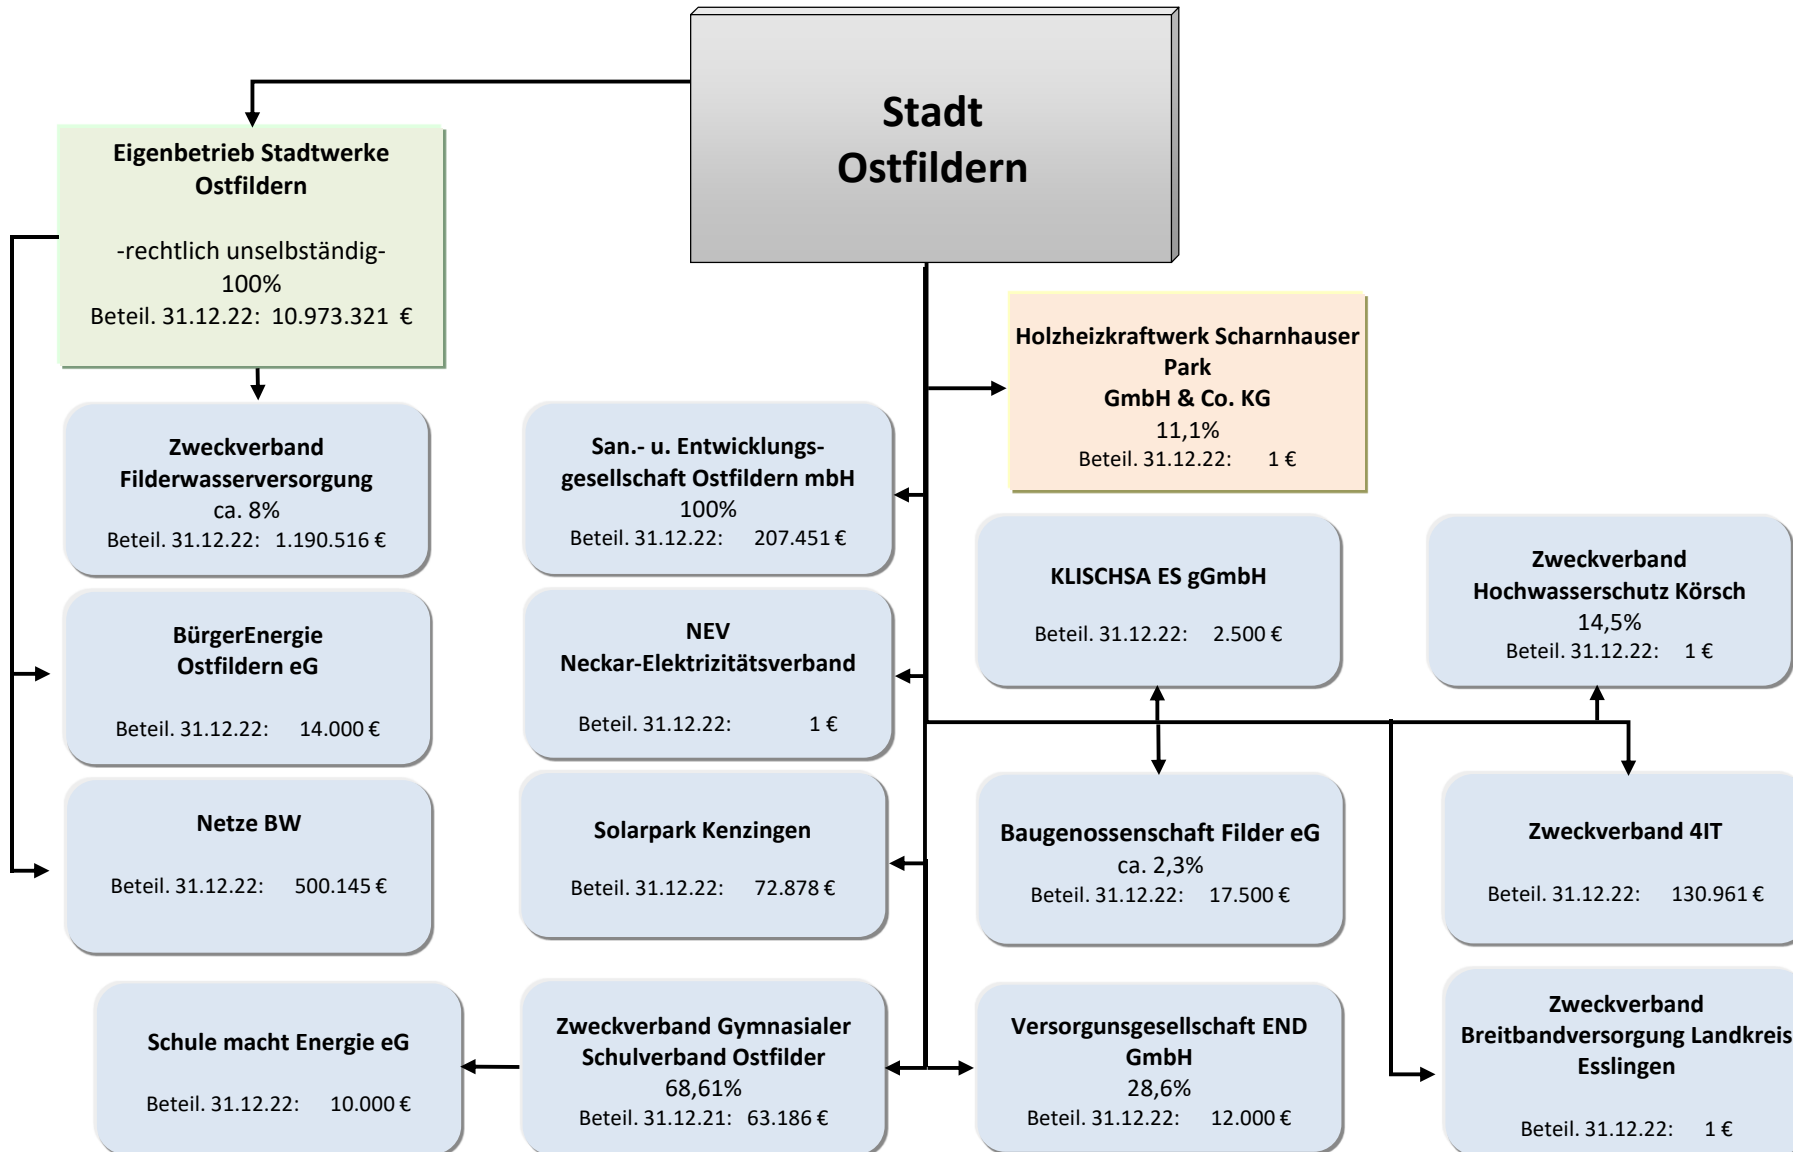 Stadt
Ostfildern
Eigenbetrieb Stadtwerke
Ostfildern
-rechtlich unselbständig-
100%
Beteil. 31.12.22: 10.973.321 €
Holzheizkraftwerk Scharnhauser
Park
GmbH & Co. KG
11,1%
Beteil. 31.12.22: 1 €
Zweckverband
Filderwasserversorgung
ca. 8%
Beteil. 31.12.22: 1.190.516 €
San.- u. Entwicklungs-
gesellschaft Ostfildern mbH
100%
Beteil. 31.12.22: 207.451 €
KLISCHSA ES gGmbH
Beteil. 31.12.22: 2.500 €
Zweckverband
Hochwasserschutz Körsch
14,5%
Beteil. 31.12.22: 1 €
BürgerEnergie
Ostfildern eG
Beteil. 31.12.22: 14.000 €
NEV
Neckar-Elektrizitätsverband
Beteil. 31.12.22: 1 €
Netze BW
Beteil. 31.12.22: 500.145 €
Solarpark Kenzingen
Beteil. 31.12.22: 72.878 €
Baugenossenschaft Filder eG
ca. 2,3%
Beteil. 31.12.22: 17.500 €
Zweckverband 4IT
Beteil. 31.12.22: 130.961 €
Schule macht Energie eG
Beteil. 31.12.22: 10.000 €
Zweckverband Gymnasialer
Schulverband Ostfilder
68,61%
Beteil. 31.12.21: 63.186 €
Versorgunsgesellschaft END
GmbH
28,6%
Beteil. 31.12.22: 12.000 €
Zweckverband
Breitbandversorgung Landkreis
Esslingen
Beteil. 31.12.22: 1 €